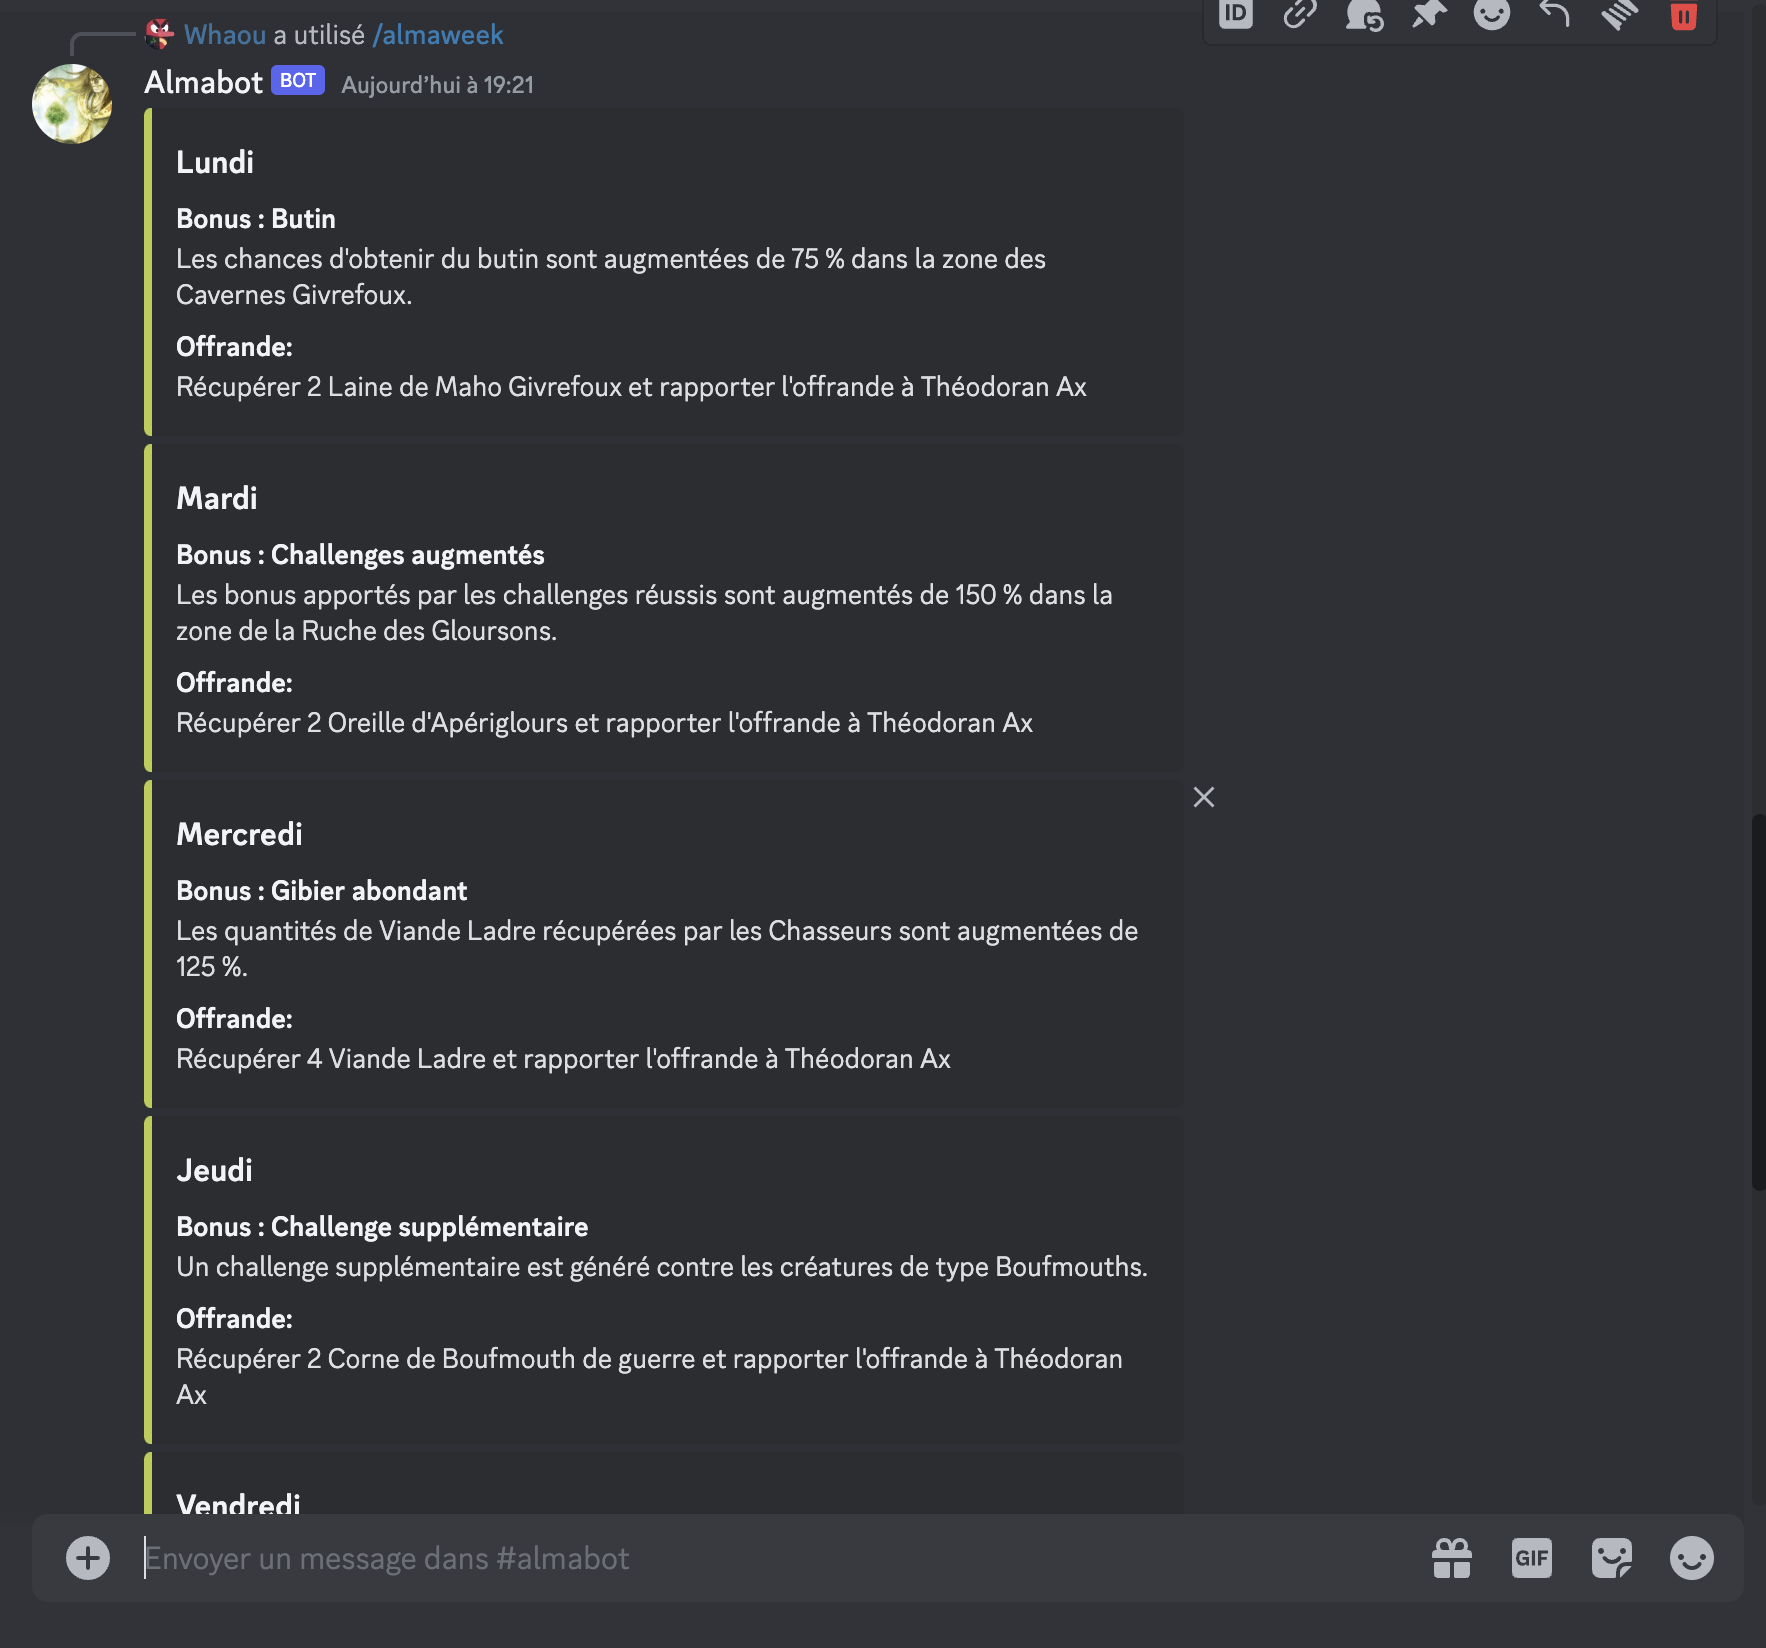 Whaou a utilisé /almaweek
ID
Almabot BOT Aujourd’hui à 19:21
Lundi
Bonus : Butin
Les chances d'obtenir du butin sont augmentées de 75 % dans la zone des
Cavernes Givrefoux.
Offrande:
Récupérer 2 Laine de Maho Givrefoux et rapporter l'offrande à Théodoran Ax
Mardi
Bonus : Challenges augmentés
Les bonus apportés par les challenges réussis sont augmentés de 150 % dans la
zone de la Ruche des Gloursons.
Offrande:
Récupérer 2 Oreille d'Apériglours et rapporter l'offrande à Théodoran Ax
Mercredi
Bonus : Gibier abondant
Les quantités de Viande Ladre récupérées par les Chasseurs sont augmentées de
125 %.
Offrande:
Récupérer 4 Viande Ladre et rapporter l'offrande à Théodoran Ax
Jeudi
Bonus : Challenge supplémentaire
Un challenge supplémentaire est généré contre les créatures de type Boufmouths.
Offrande:
Récupérer 2 Corne de Boufmouth de guerre et rapporter l'offrande à Théodoran
Ax
Vendredi
Envoyer un message dans #almabot
GIF